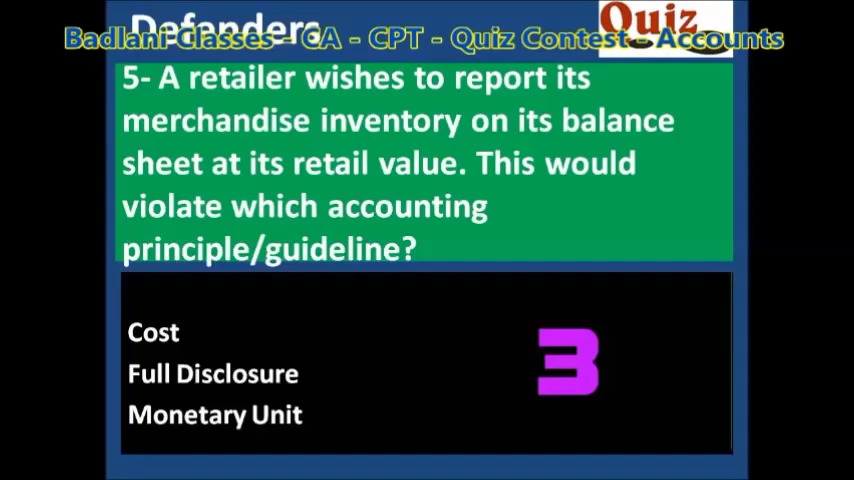 Defanders
Quiz
Badlani Classes - CA - CPT - Quiz Contest - Accounts
5- A retailer wishes to report its
merchandise inventory on its balance
sheet at its retail value. This would
violate which accounting
principle/guideline?
Cost
Full Disclosure
Monetary Unit
3